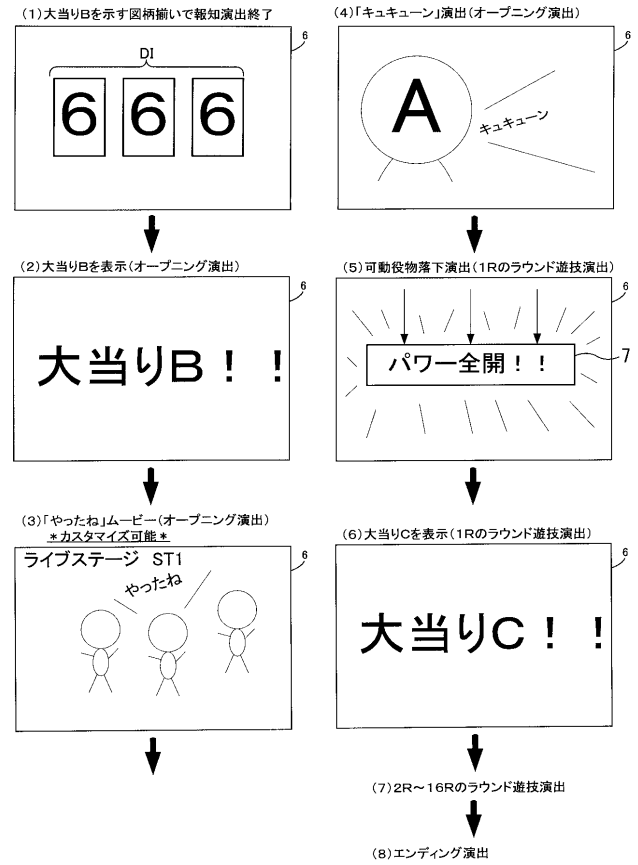 (1)大当りBを示す図柄揃いで報知演出終了
6
DI
6 6 6
(2)大当りBを表示(オープニング演出)
6
大当りB!!
(3)「やったね」ムービー(オープニング演出)
*カスタマイズ可能*
6
ライブステージ ST1
やったね
(4)「キュキューン」演出(オープニング演出)
6
A
キュキューン
(5)可動役物落下演出(1Rのラウンド遊技演出)
6
パワー全開!!
7
(6)大当りCを表示(1Rのラウンド遊技演出)
6
大当りC!!
(7)2R~16Rのラウンド遊技演出
(8)エンディング演出